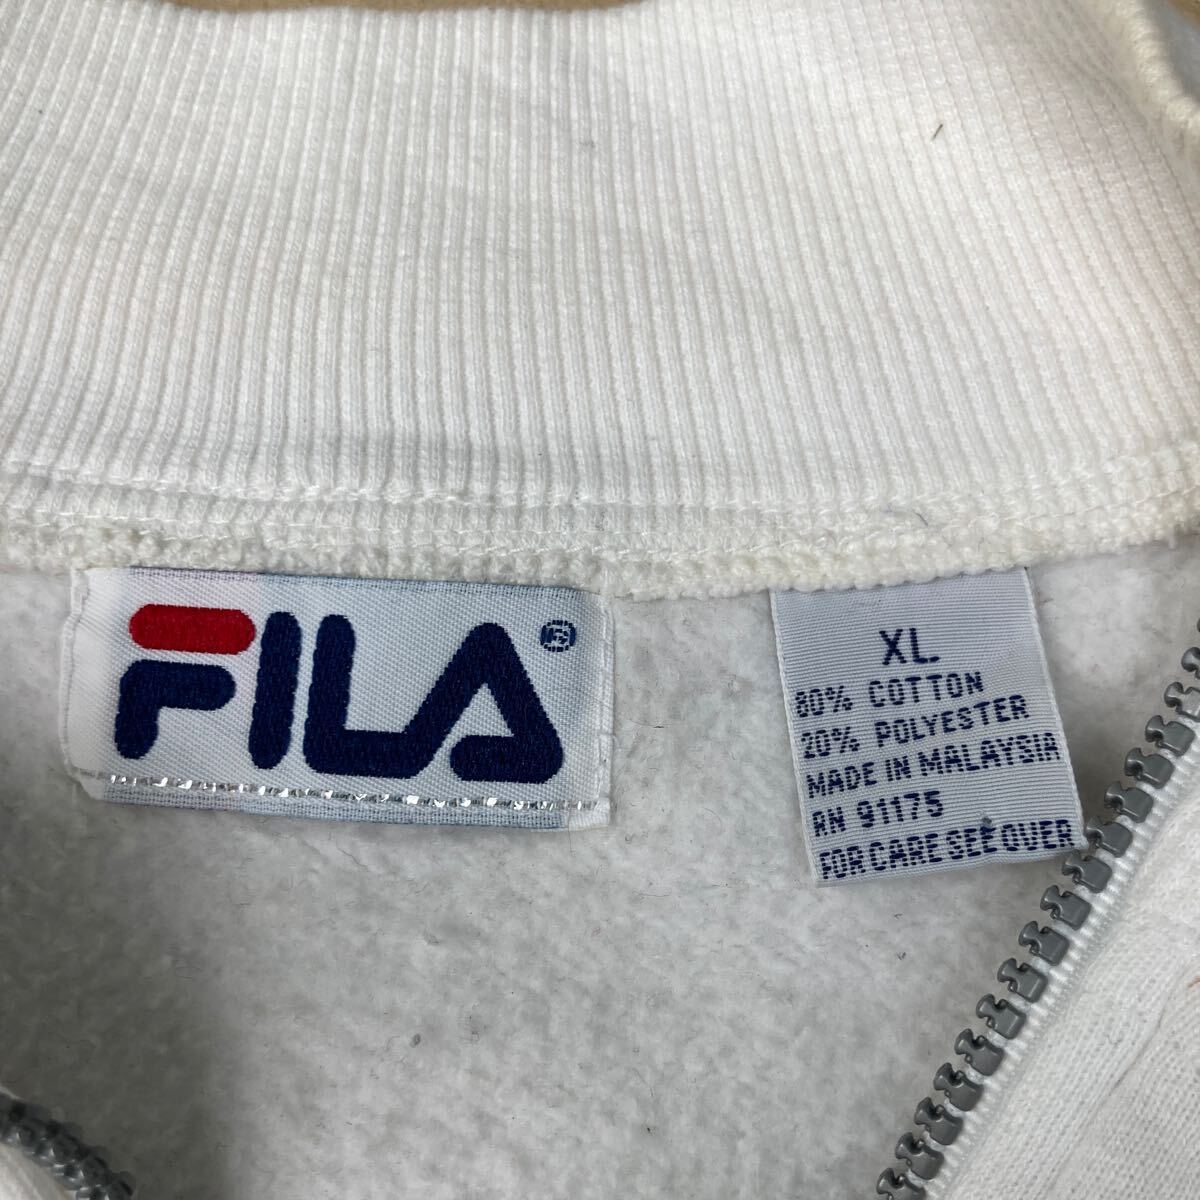 FILA
XL
80% COTTON
20% POLYESTER
MADE IN MALAYSIA
RN 91175
FOR CARE SEE OVER